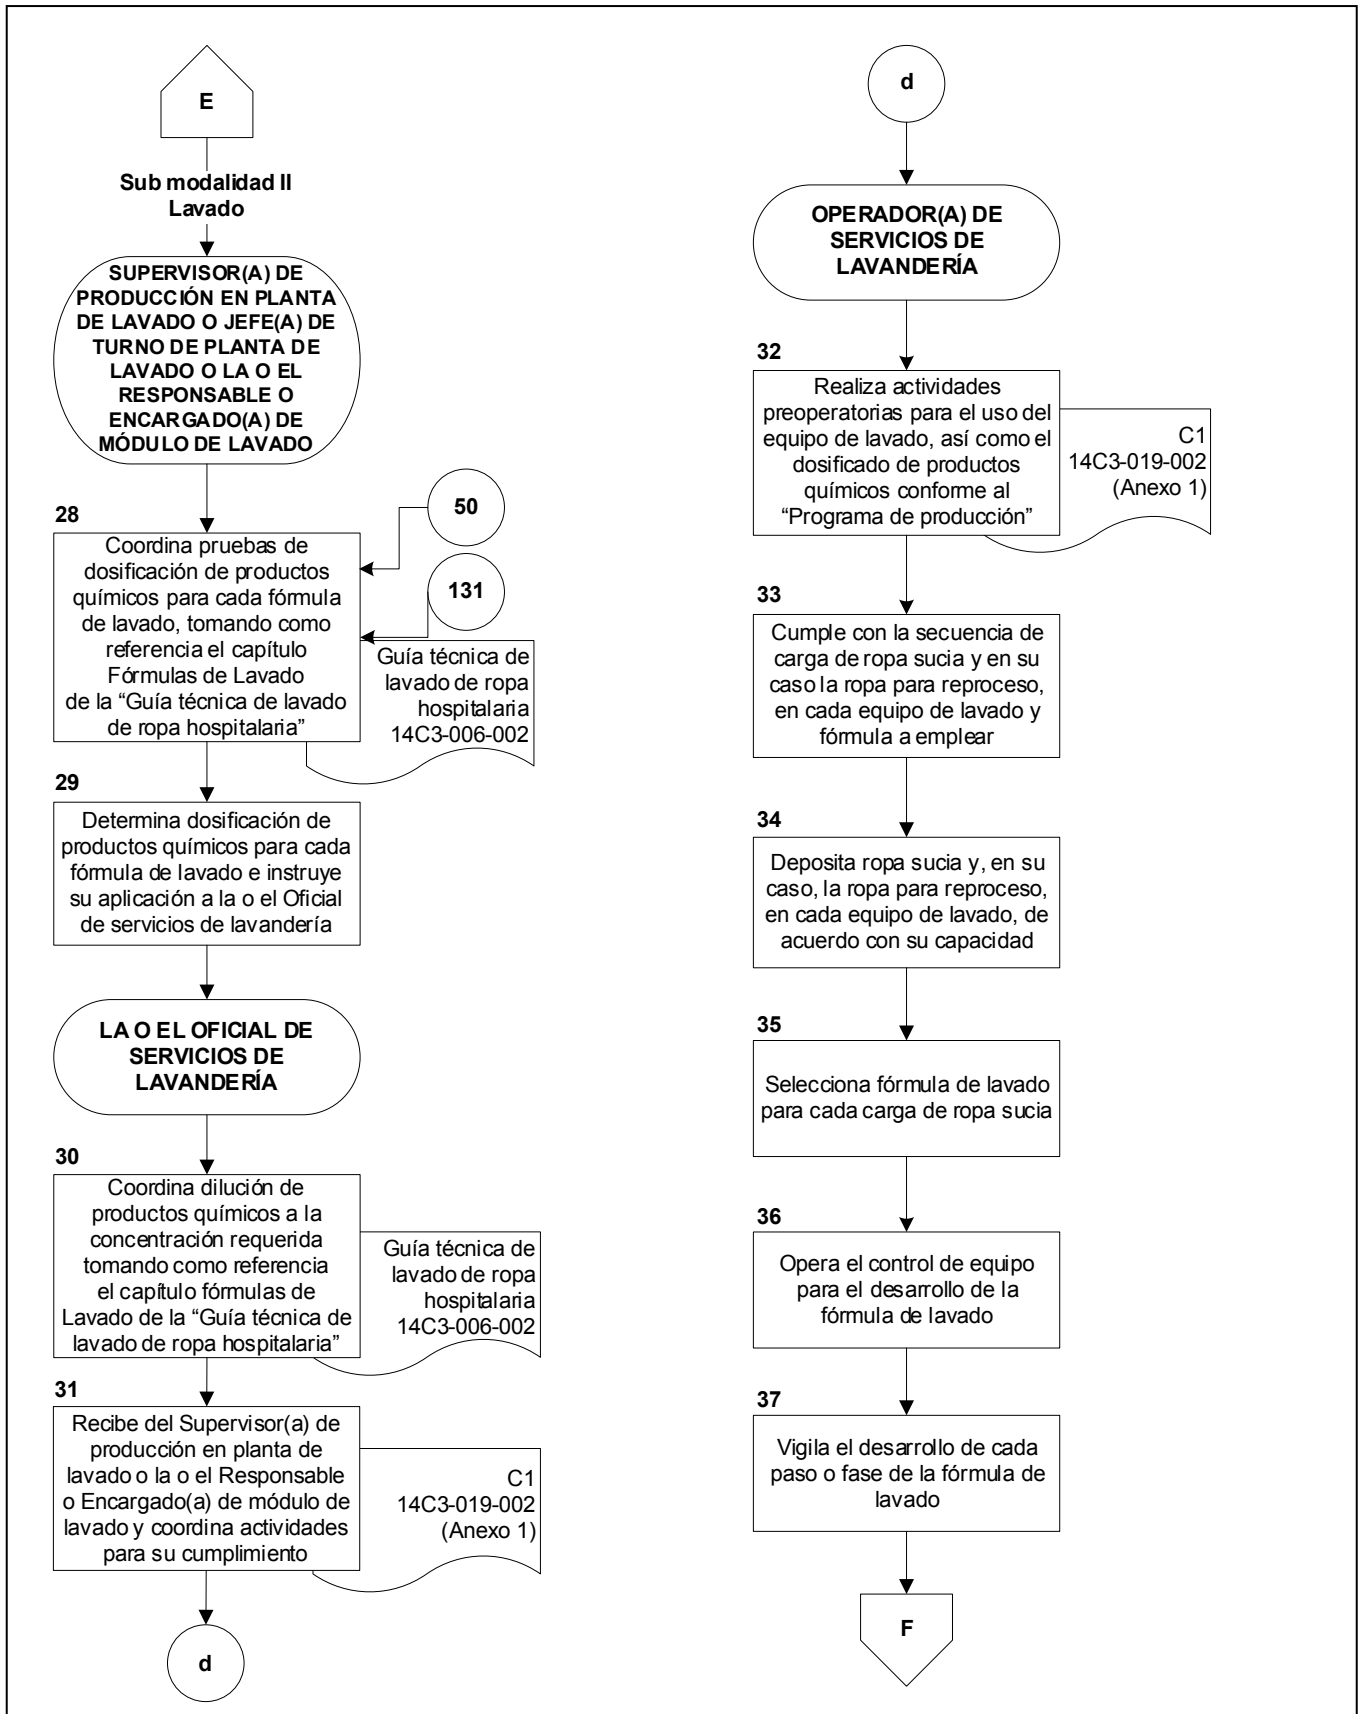 E
Sub modalidad II
Lavado
SUPERVISOR(A) DE
PRODUCCIÓN EN PLANTA
DE LAVADO O JEFE(A) DE
TURNO DE PLANTA DE
LAVADO O LA O EL
RESPONSABLE O
ENCARGADO(A) DE
MÓDULO DE LAVADO
50
131
28
Coordina pruebas de
dosificación de productos
químicos para cada fórmula
de lavado, tomando como
referencia el capítulo
Fórmulas de Lavado
de la “Guía técnica de lavado
de ropa hospitalaria”
Guía técnica de
lavado de ropa
hospitalaria
14C3-006-002
29
Determina dosificación de
productos químicos para cada
fórmula de lavado e instruye
su aplicación a la o el Oficial
de servicios de lavandería
LA O EL OFICIAL DE
SERVICIOS DE
LAVANDERÍA
30
Coordina dilución de
productos químicos a la
concentración requerida
tomando como referencia
el capítulo fórmulas de
Lavado de la “Guía técnica de
lavado de ropa hospitalaria”
Guía técnica de
lavado de ropa
hospitalaria
14C3-006-002
31
Recibe del Supervisor(a) de
producción en planta de
lavado o la o el Responsable
o Encargado(a) de módulo de
lavado y coordina actividades
para su cumplimiento
C1
14C3-019-002
(Anexo 1)
d
d
OPERADOR(A) DE
SERVICIOS DE
LAVANDERÍA
32
Realiza actividades
preoperatorias para el uso del
equipo de lavado, así como el
dosificado de productos
químicos conforme al
“Programa de producción”
C1
14C3-019-002
(Anexo 1)
33
Cumple con la secuencia de
carga de ropa sucia y en su
caso la ropa para reproceso,
en cada equipo de lavado y
fórmula a emplear
34
Deposita ropa sucia y, en su
caso, la ropa para reproceso,
en cada equipo de lavado, de
acuerdo con su capacidad
35
Selecciona fórmula de lavado
para cada carga de ropa sucia
36
Opera el control de equipo
para el desarrollo de la
fórmula de lavado
37
Vigila el desarrollo de cada
paso o fase de la fórmula de
lavado
F